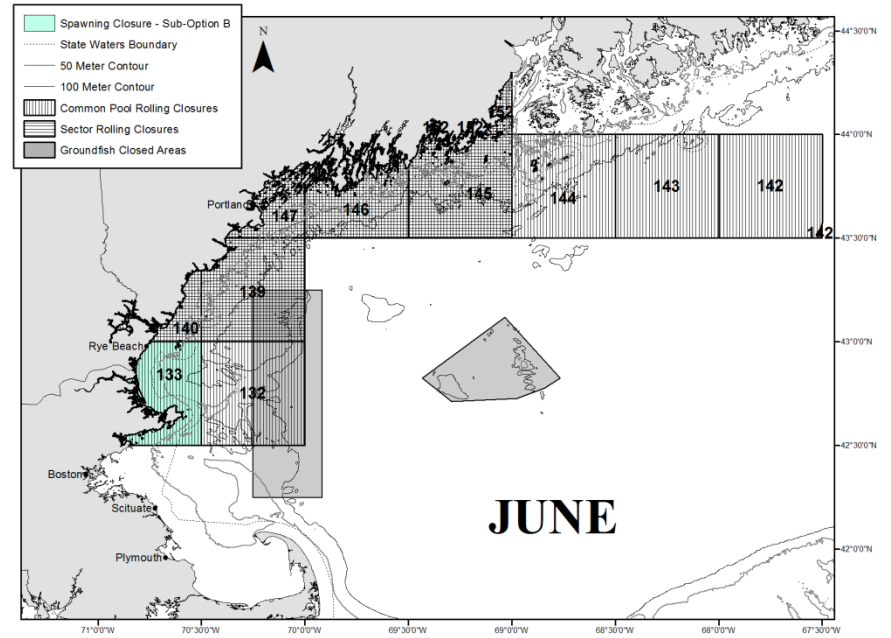 Spawning Closure - Sub-Option B
State Waters Boundary
50 Meter Contour
100 Meter Contour
Common Pool Rolling Closures
Sector Rolling Closures
Groundfish Closed Areas
N
44°30'0"N
44°0'0"N
43°30'0"N
43°0'0"N
42°30'0"N
42°0'0"N
152
152
152
147
146
145
144
143
142
142
Portland
139
140
Rye Beach
133
132
Boston
Scituate
Plymouth
JUNE
71°0'0"W
70°30'0"W
70°0'0"W
69°30'0"W
69°0'0"W
68°30'0"W
68°0'0"W
67°30'0"W